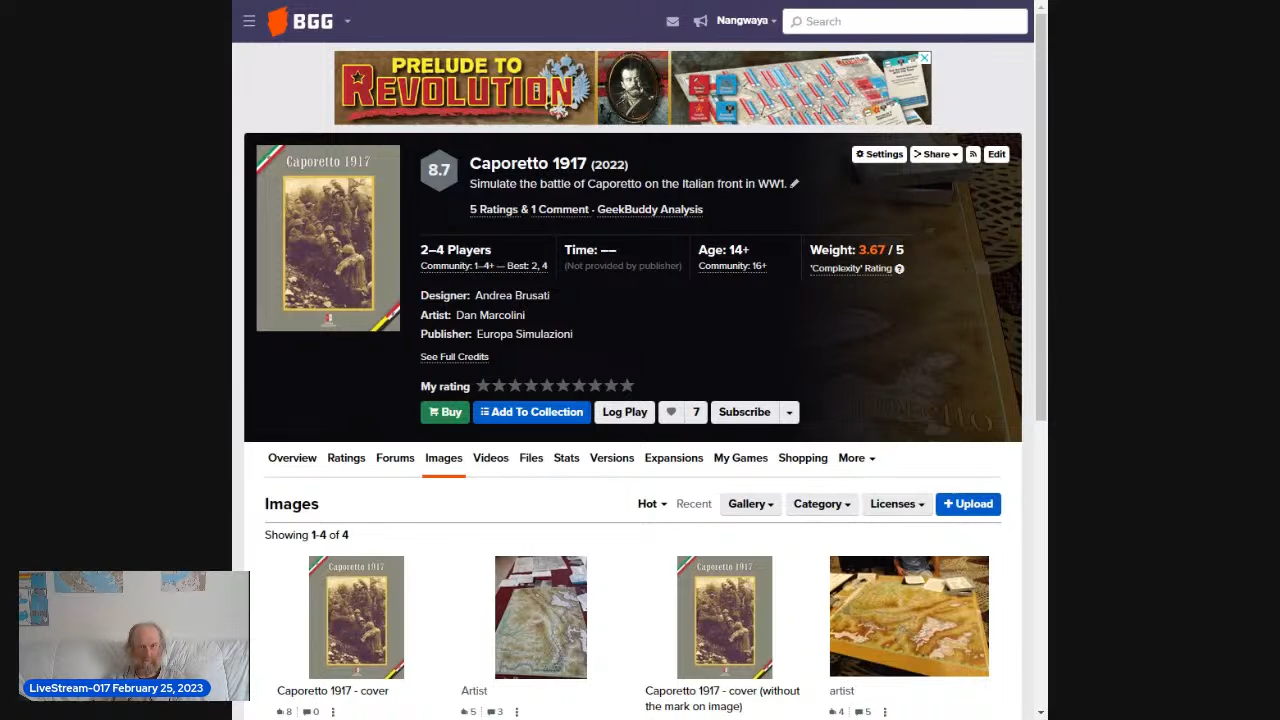 BGG
Nangwaya
Search
PRELUDE TO
REVOLUTION
Caporetto 1917
8.7
Caporetto 1917 (2022)
Simulate the battle of Caporetto on the Italian front in WW1.
5 Ratings & 1 Comment - GeekBuddy Analysis
Settings
Share
Edit
2–4 Players
Community: 1–4+ — Best: 2, 4
Time: ––
(Not provided by publisher)
Age: 14+
Community: 16+
Weight: 3.67 / 5
'Complexity' Rating
Designer: Andrea Brusati
Artist: Dan Marcolini
Publisher: Europa Simulazioni
See Full Credits
My rating
Buy
Add To Collection
Log Play
7
Subscribe
Overview Ratings Forums Images Videos Files Stats Versions Expansions My Games Shopping More
Images
Hot Recent Gallery Category Licenses + Upload
Showing 1-4 of 4
Caporetto 1917
Caporetto 1917
Caporetto 1917 - cover
Artist
Caporetto 1917 - cover (without
the mark on image)
artist
8 0
5 3
4 5
LiveStream-017 February 25, 2023